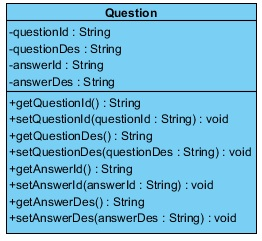 Question
-questionId : String
-questionDes : String
-answerId : String
-answerDes : String
+getQuestionId() : String
+setQuestionId(questionId : String) : void
+getQuestionDes() : String
+setQuestionDes(questionDes : String) : void
+getAnswerId() : String
+setAnswerId(answerId : String) : void
+getAnswerDes() : String
+setAnswerDes(answerDes : String) : void